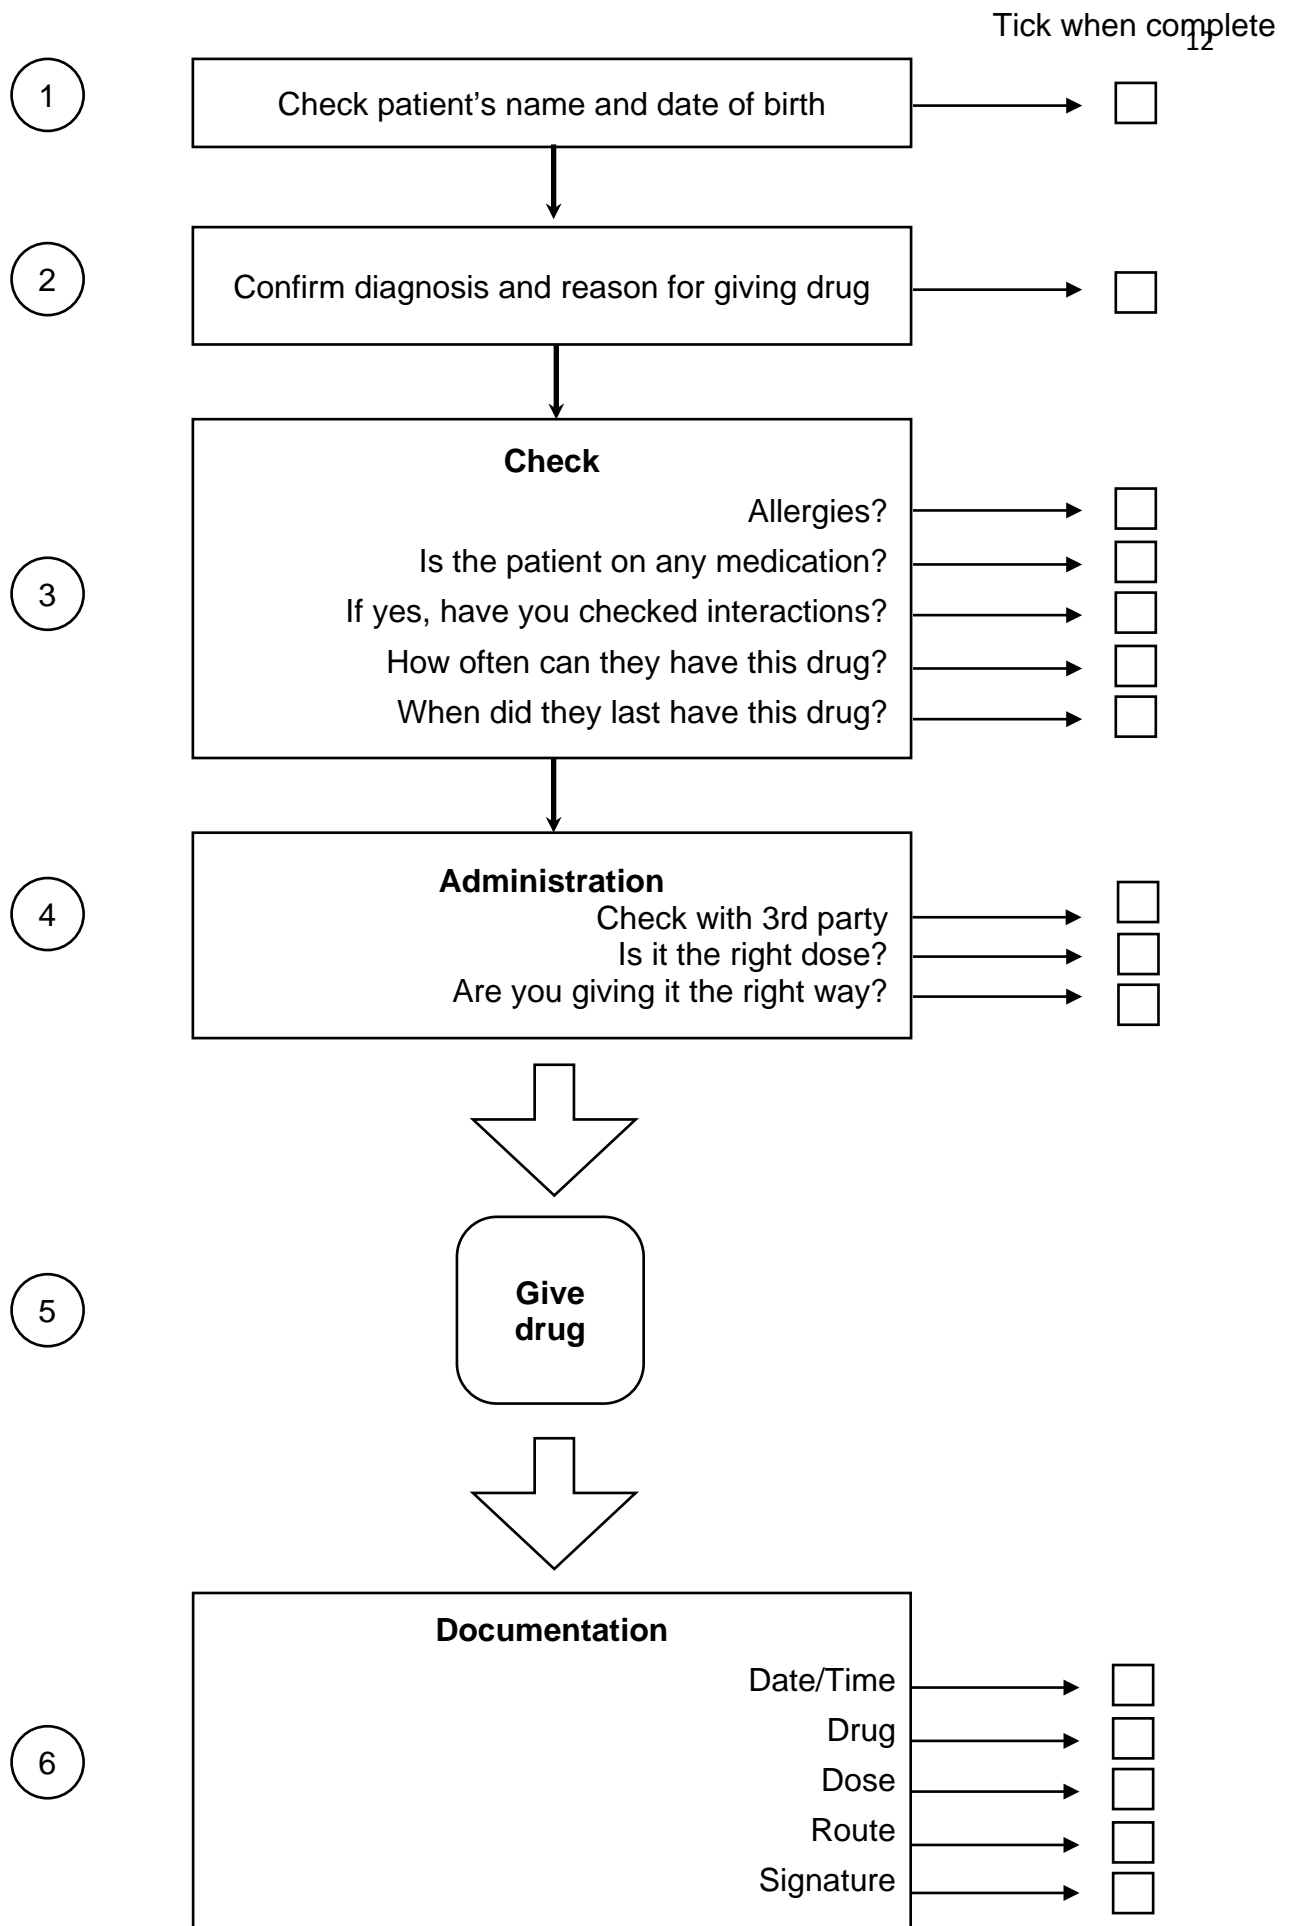 Tick when complete
12
1
Check patient’s name and date of birth
2
Confirm diagnosis and reason for giving drug
3
Check
Allergies?
Is the patient on any medication?
If yes, have you checked interactions?
How often can they have this drug?
When did they last have this drug?
4
Administration
Check with 3rd party
Is it the right dose?
Are you giving it the right way?
5
Give
drug
6
Documentation
Date/Time
Drug
Dose
Route
Signature